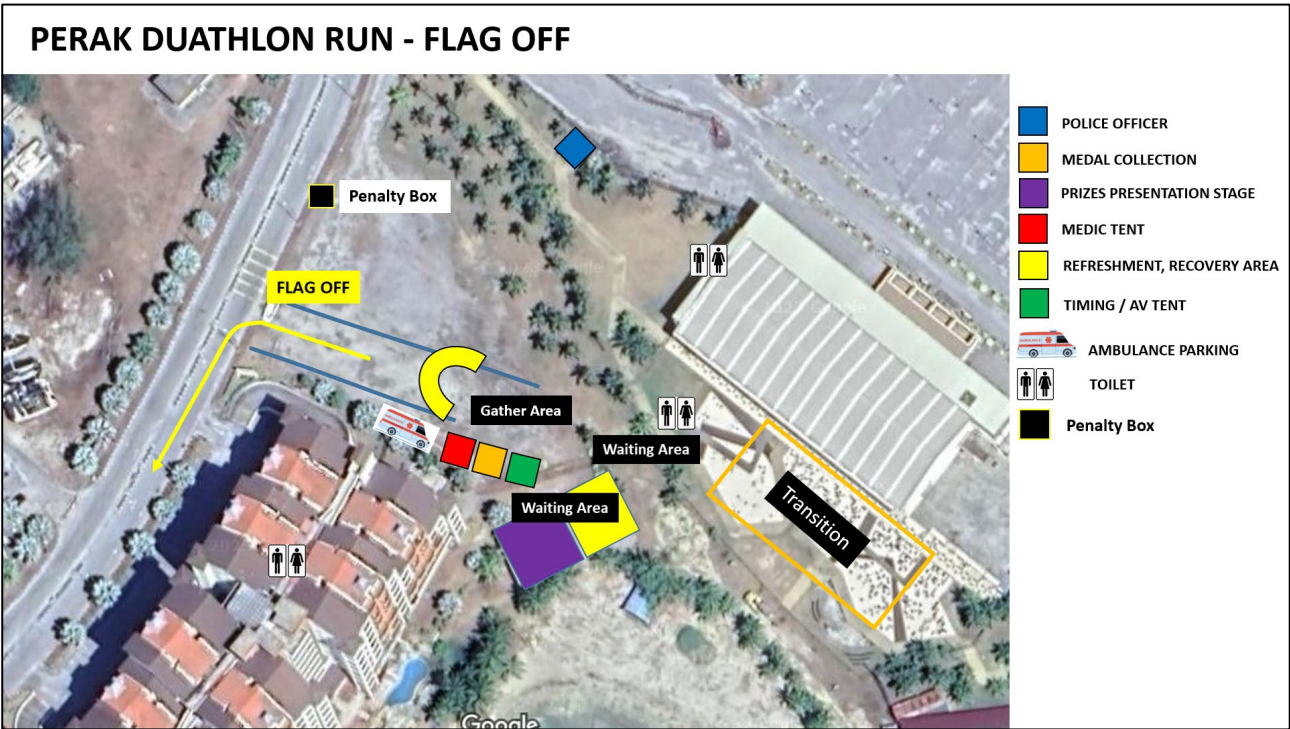 PERAK DUATHLON RUN - FLAG OFF
POLICE OFFICER
MEDAL COLLECTION
PRIZES PRESENTATION STAGE
MEDIC TENT
REFRESHMENT, RECOVERY AREA
TIMING / AV TENT
AMBULANCE PARKING
TOILET
Penalty Box
Penalty Box
FLAG OFF
Gather Area
Waiting Area
Waiting Area
Transition
Google